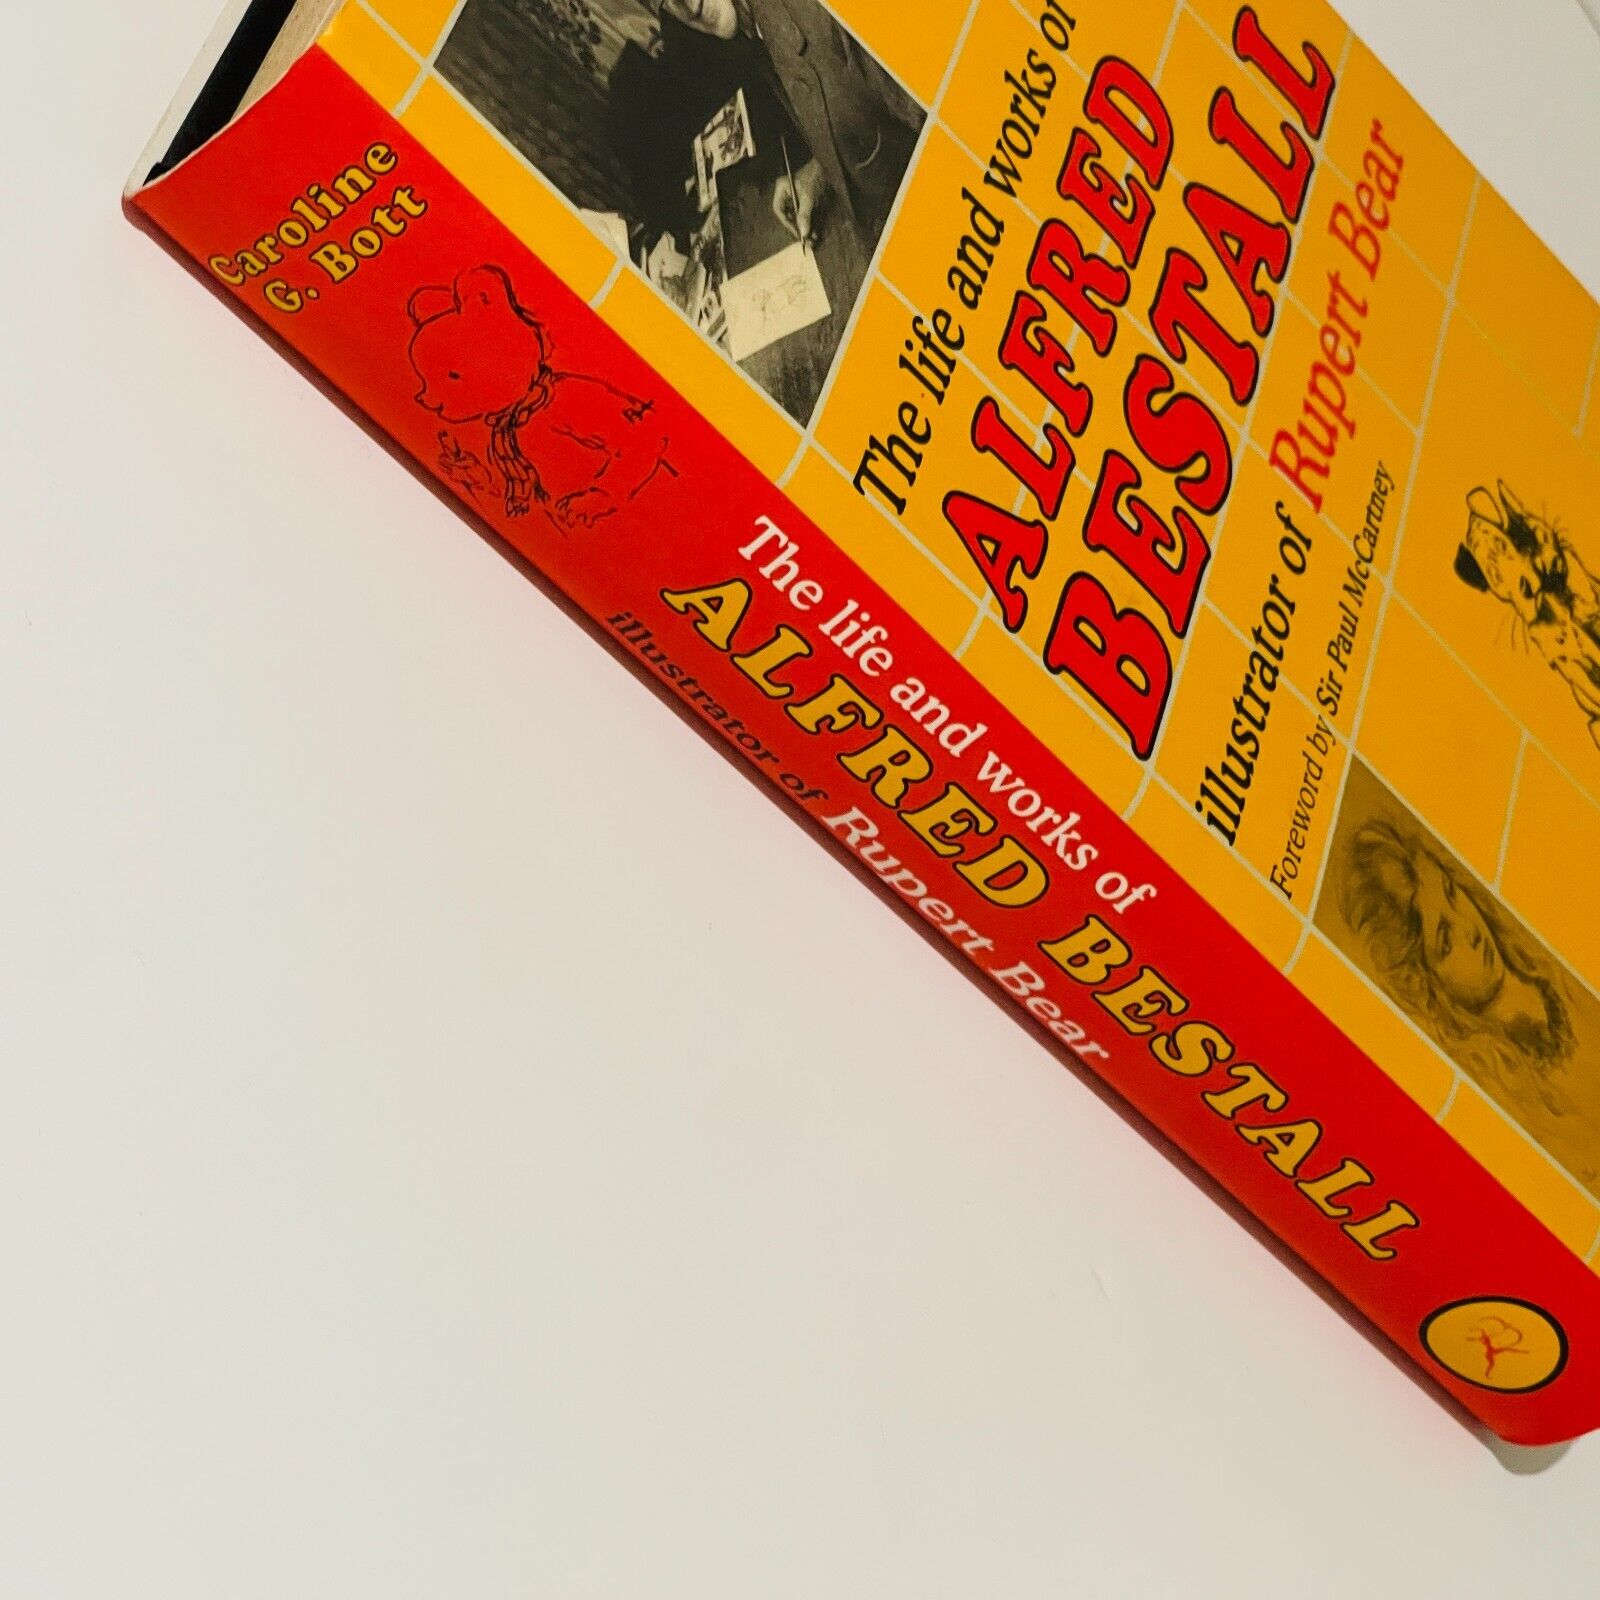 Caroline
G. Bott
The life and works of
ALFRED BESTALL
illustrator of Rupert Bear
The life and works of
ALFRED
BESTALL
illustrator of Rupert Bear
Foreword by Sir Paul McCartney